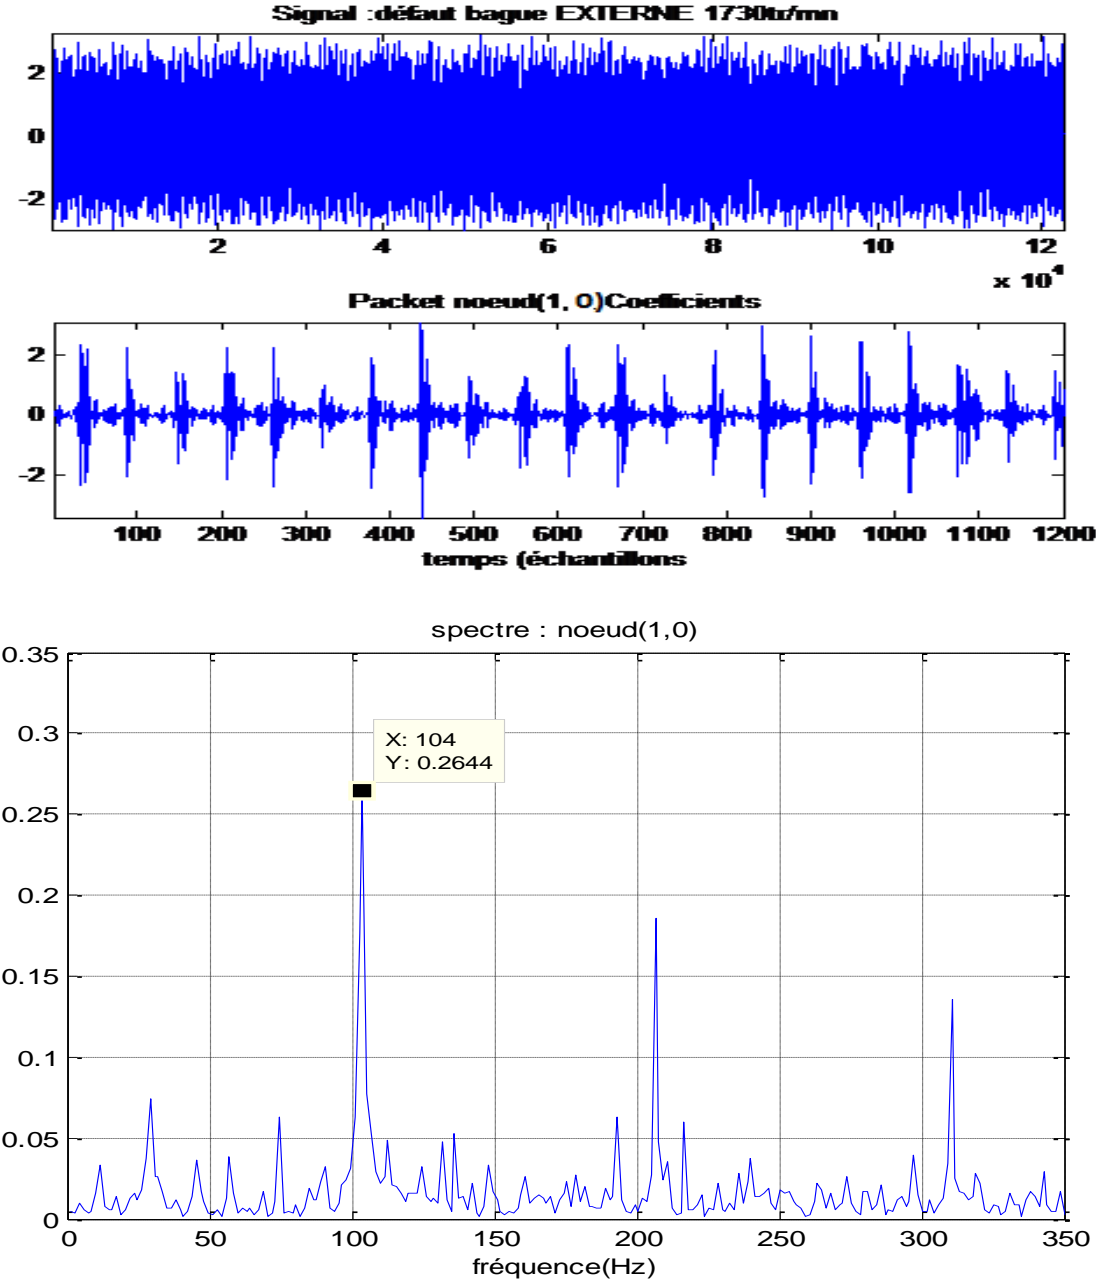 Signal :défaut bague EXTERNE 1730tr/mn
2
0
-2
2 4 6 8 10 12
x 10^4
Packet noeud(1, 0)Coefficients
2
0
-2
100 200 300 400 500 600 700 800 900 1000 1100 1200
temps (échantillons
spectre : noeud(1,0)
0.35
0.3
X: 104
Y: 0.2644
0.25
0.2
0.15
0.1
0.05
0
0 50 100 150 200 250 300 350
fréquence(Hz)